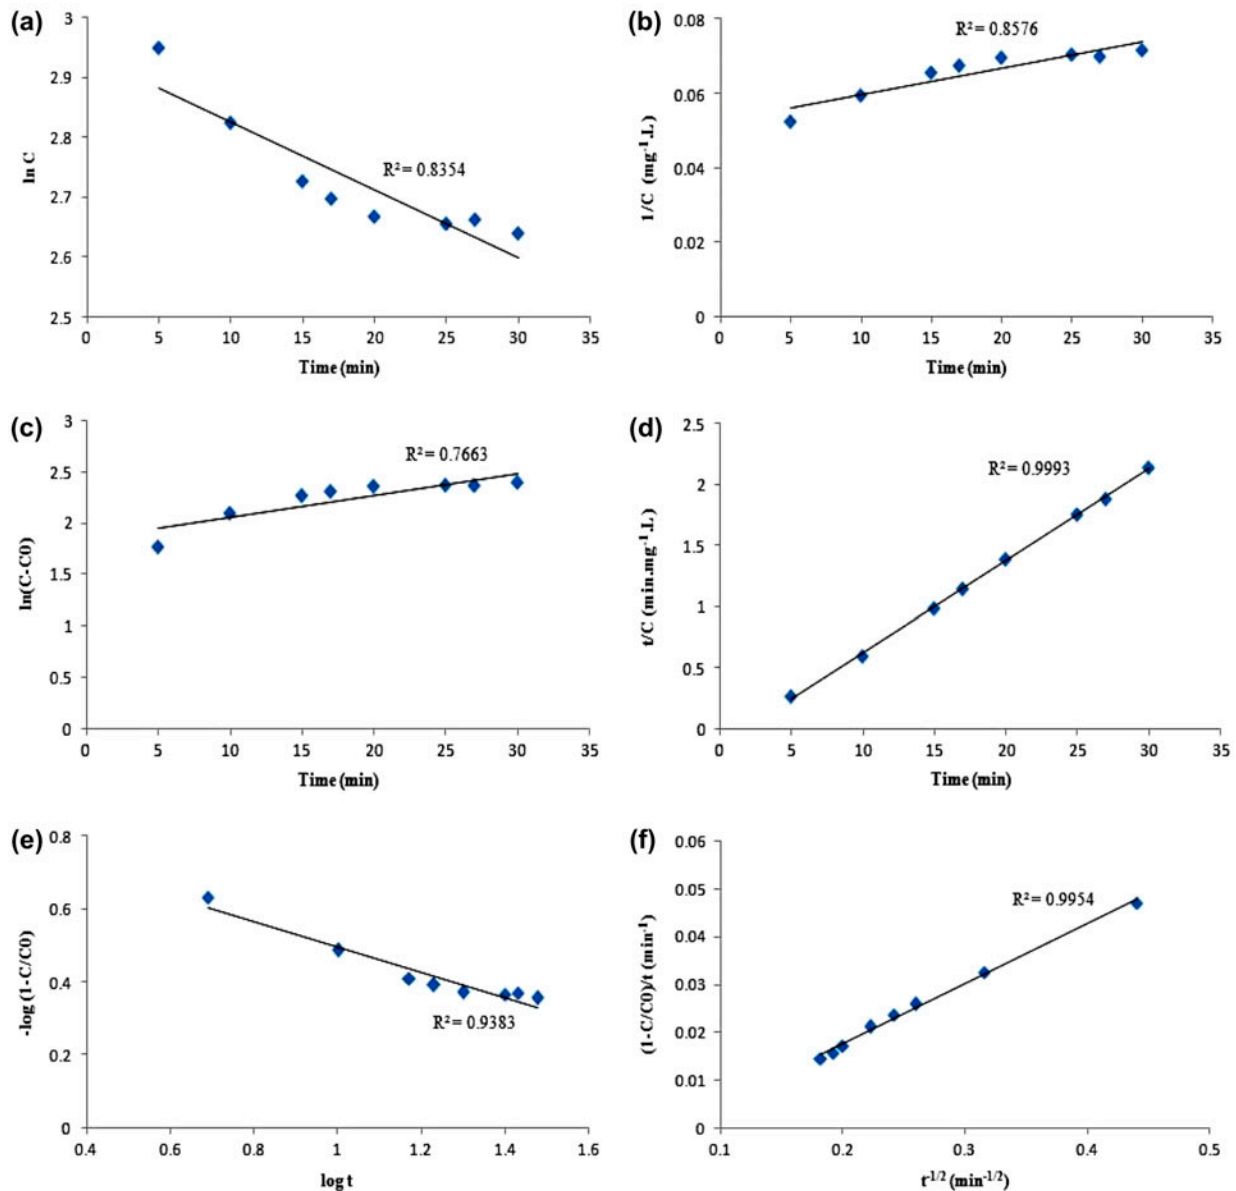 (a)
3
2.9
2.8
2.7
2.6
2.5
ln C
R² = 0.8354
0 5 10 15 20 25 30 35
Time (min)
(b)
0.08
0.06
0.04
0.02
0
1/C (mg⁻¹.L)
R² = 0.8576
0 5 10 15 20 25 30 35
Time (min)
(c)
3
2.5
2
1.5
1
0.5
0
ln(C-C0)
R² = 0.7663
0 5 10 15 20 25 30 35
Time (min)
(d)
2.5
2
1.5
1
0.5
0
t/C (min.mg⁻¹.L)
R² = 0.9993
0 5 10 15 20 25 30 35
Time (min)
(e)
0.8
0.6
0.4
0.2
0
-log (1-C/C0)
R² = 0.9383
0.4 0.6 0.8 1 1.2 1.4 1.6
log t
(f)
0.06
0.05
0.04
0.03
0.02
0.01
0
(1-C/C0)/t (min⁻¹)
R² = 0.9954
0.1 0.2 0.3 0.4 0.5
t⁻¹/² (min⁻¹/²)